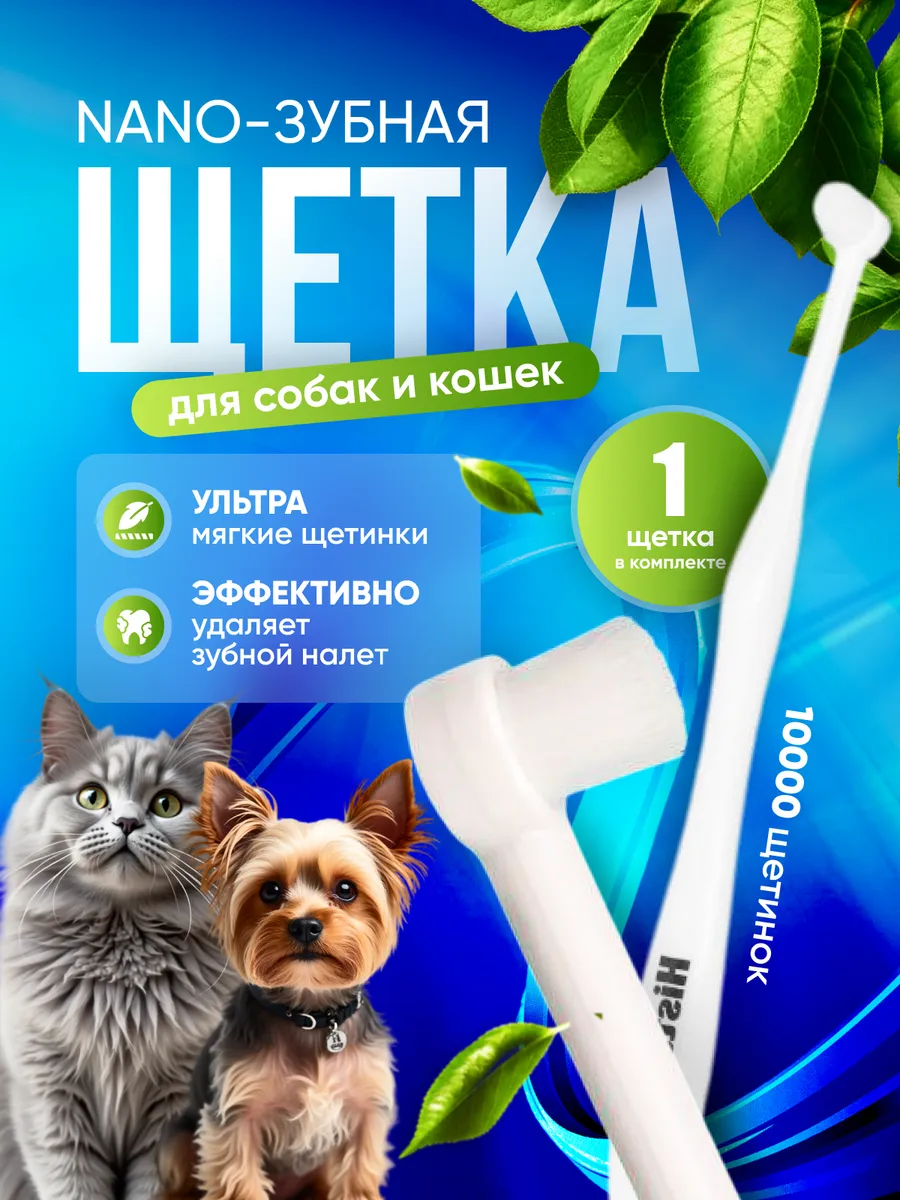 NANO-ЗУБНАЯ
ЩЕТКА
для собак и кошек
УЛЬТРА
мягкие щетинки
ЭФФЕКТИВНО
удаляет
зубной налет
1
щетка
в комплекте
10000 щетинок